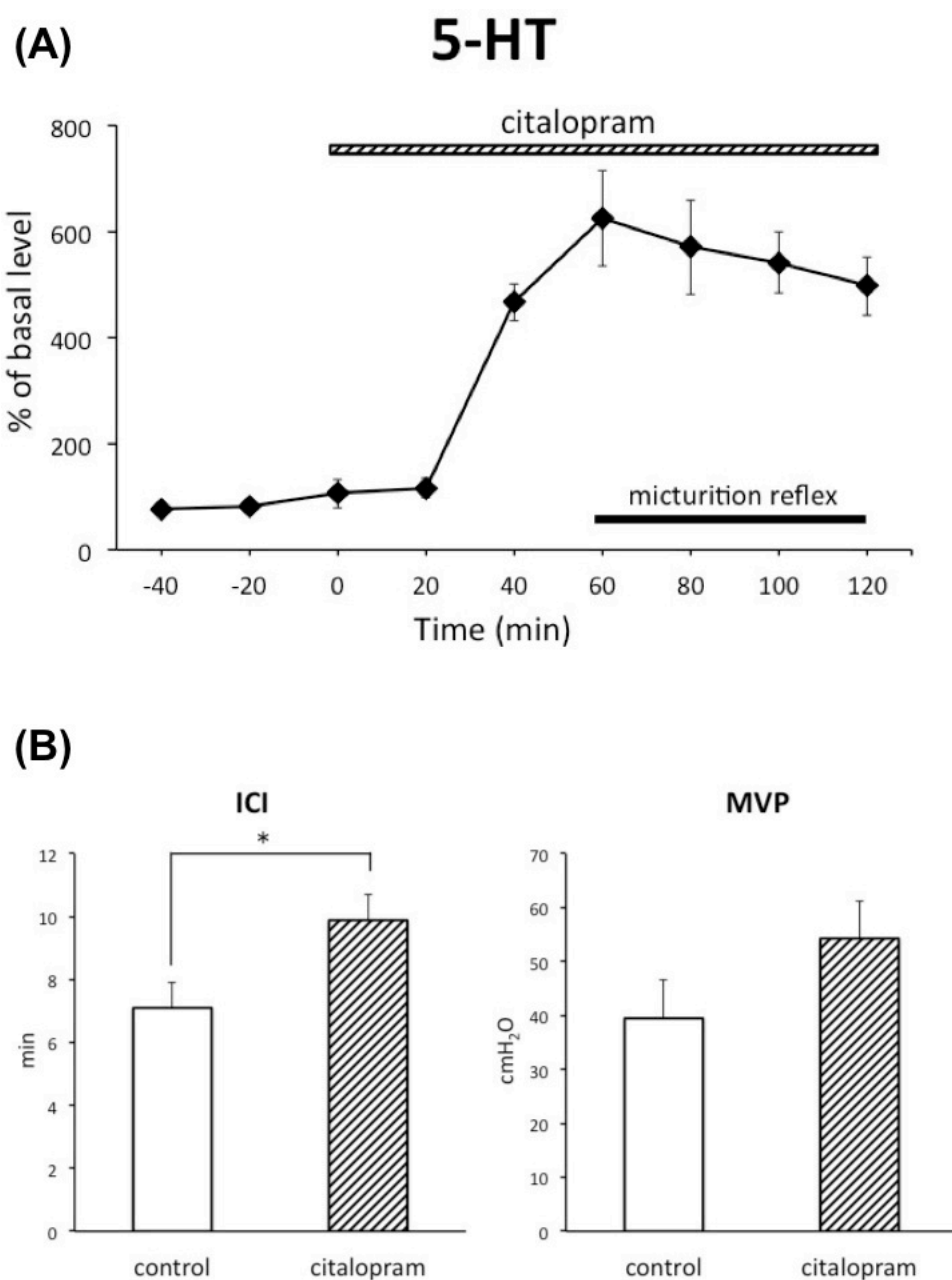 (A)
5-HT
citalopram
800
600
400
200
0
% of basal level
micturition reflex
-40 -20 0 20 40 60 80 100 120
Time (min)
(B)
ICI
*
12
10
8
6
4
2
0
min
control citalopram
MVP
70
60
50
40
30
20
10
0
cmH₂O
control citalopram